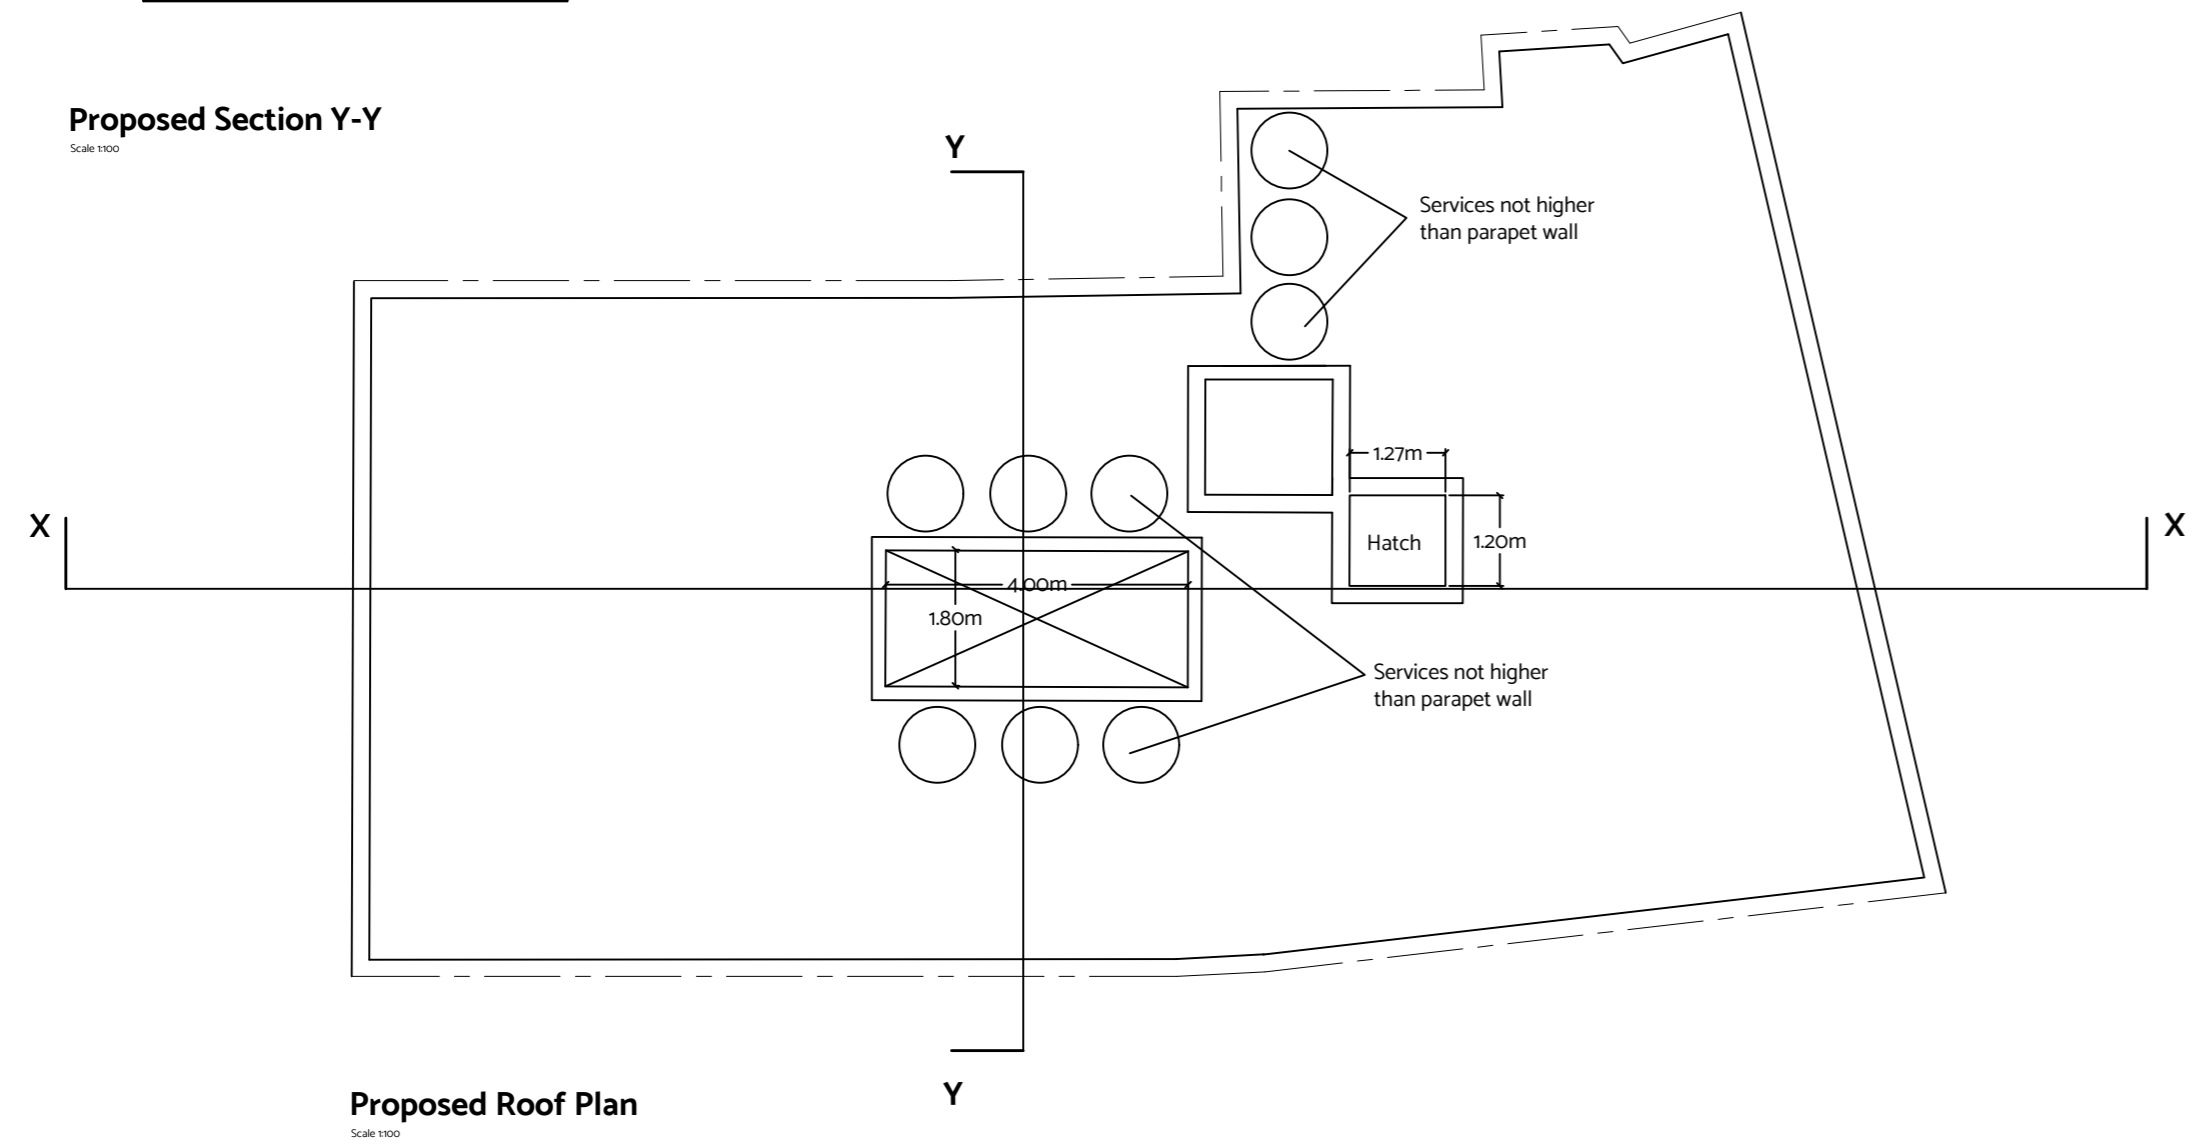 Proposed Section Y-Y
Scale 1:100
Y
Services not higher
than parapet wall
1.27m
X
X
Hatch
1.20m
4.00m
1.80m
Services not higher
than parapet wall
Y
Proposed Roof Plan
Scale 1:100